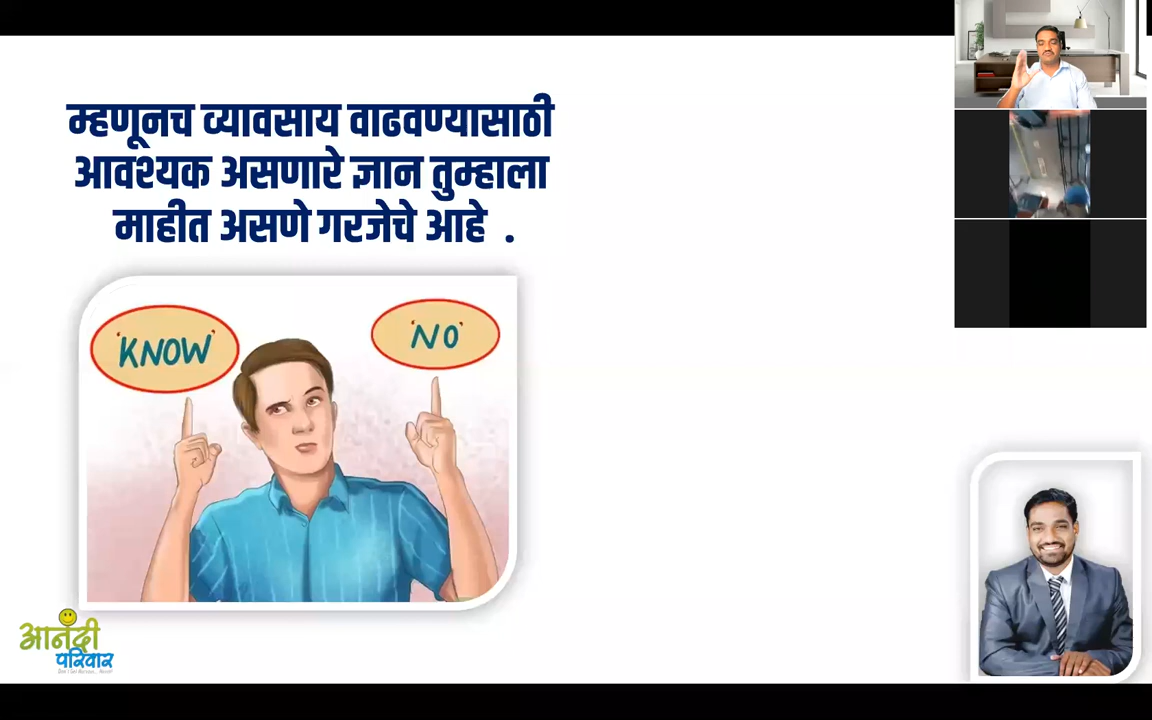 म्हणूनच व्यावसाय वाढवण्यासाठी
आवश्यक असणारे ज्ञान तुम्हाला
माहीत असणे गरजेचे आहे .
'KNOW'
'NO'
आनंदी
परिवार